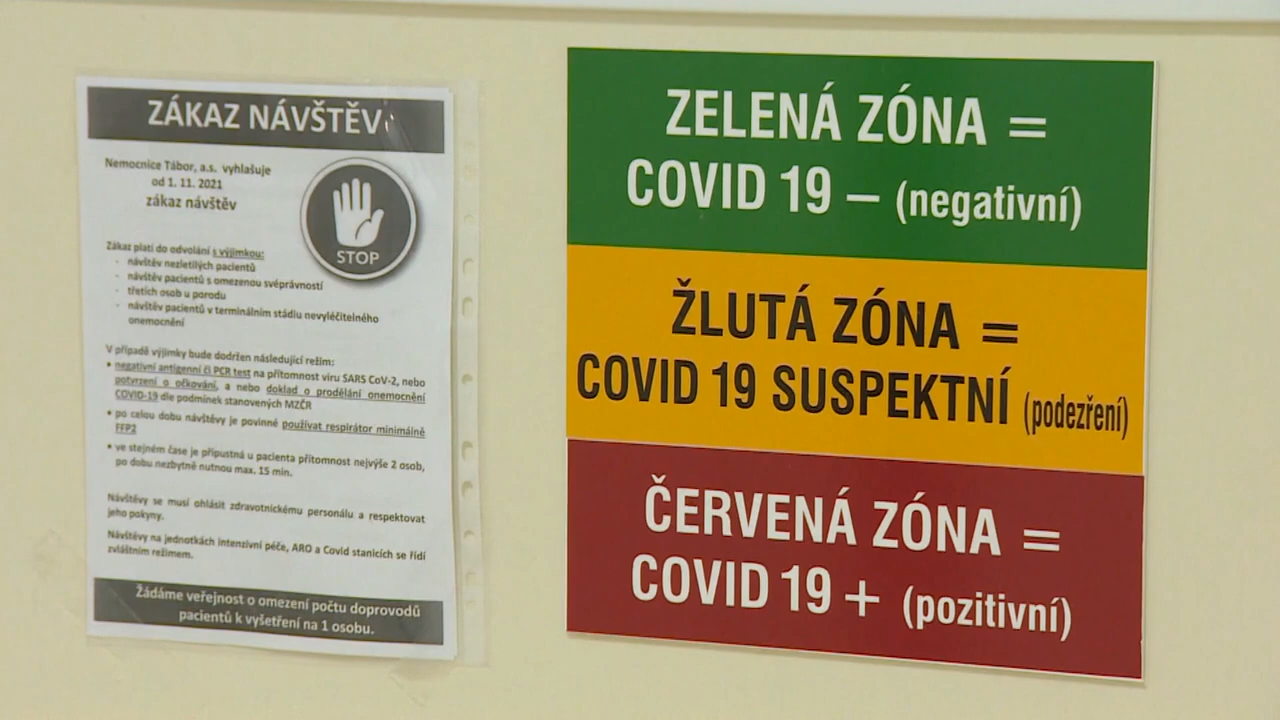 ZÁKAZ NÁVŠTĚV
Nemocnice Tábor, a.s. vyhlašuje
od 1. 11. 2021
zákaz návštěv
STOP
Zákaz platí do odvolání s výjimkou:
- návštěv nezletilých pacientů
- návštěv pacientů s omezenou svéprávností
- třetích osob u porodu
- návštěv pacientů v terminálním stádiu nevyléčitelného
onemocnění
V případě výjimky bude dodržen následující režim:
• negativní antigenní či PCR test na přítomnost viru SARS CoV-2, nebo
potvrzení o očkování, a nebo doklad o prodělání onemocnění
COVID-19 dle podmínek stanovených MZČR
• po celou dobu návštěvy je povinné používat respirátor minimálně
FFP2
• ve stejném čase je přípustná u pacienta přítomnost nejvýše 2 osob,
po dobu nezbytně nutnou max. 15 min.
Návštěvy se musí ohlásit zdravotnickému personálu a respektovat
jeho pokyny.
Návštěvy na jednotkách intenzivní péče, ARO a Covid stanicích se řídí
zvláštním režimem.
Žádáme veřejnost o omezení počtu doprovodů
pacientů k vyšetření na 1 osobu.
ZELENÁ ZÓNA =
COVID 19 – (negativní)
ŽLUTÁ ZÓNA =
COVID 19 SUSPEKTNÍ (podezření)
ČERVENÁ ZÓNA =
COVID 19 + (pozitivní)